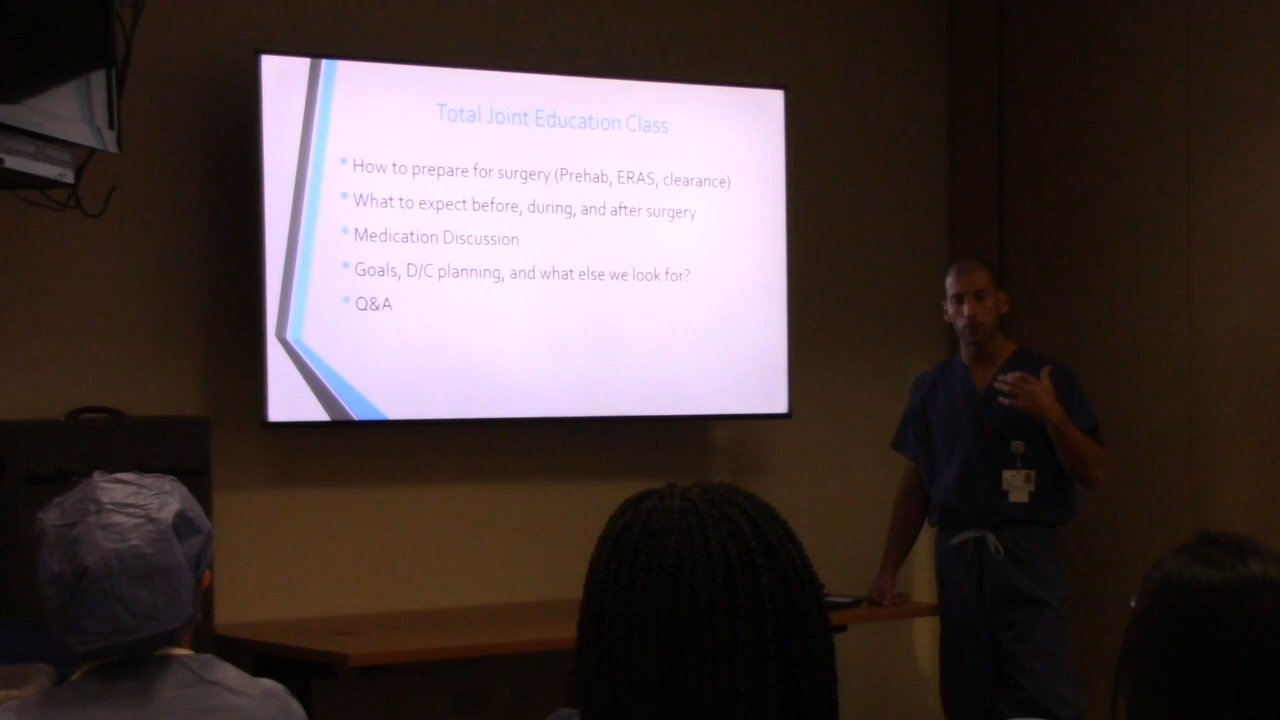 Total Joint Education Class
How to prepare for surgery (Prehab, ERAS, clearance)
What to expect before, during, and after surgery
Medication Discussion
Goals, D/C planning, and what else we look for?
Q&A